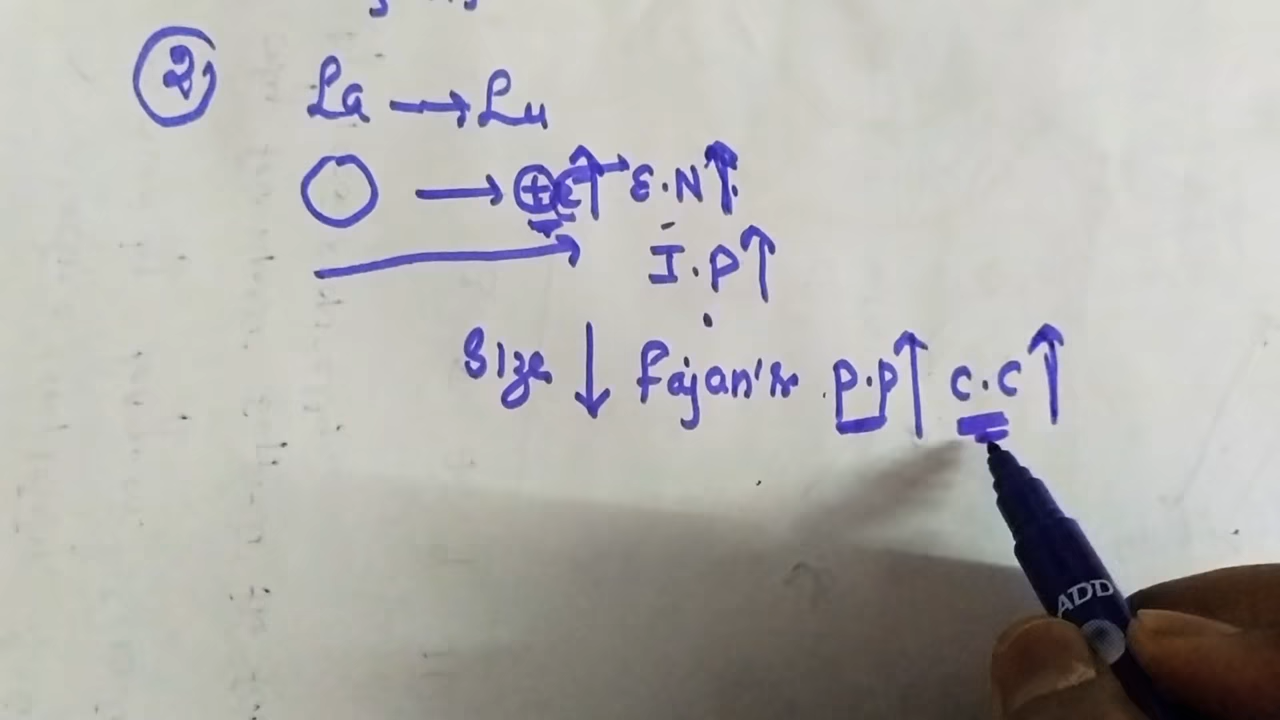 2
La → Lu
○ → ⊕ E↑ → E.N↑.
→ I.P↑
Size ↓ Fajan's P.P↑ C.C↑
ADD